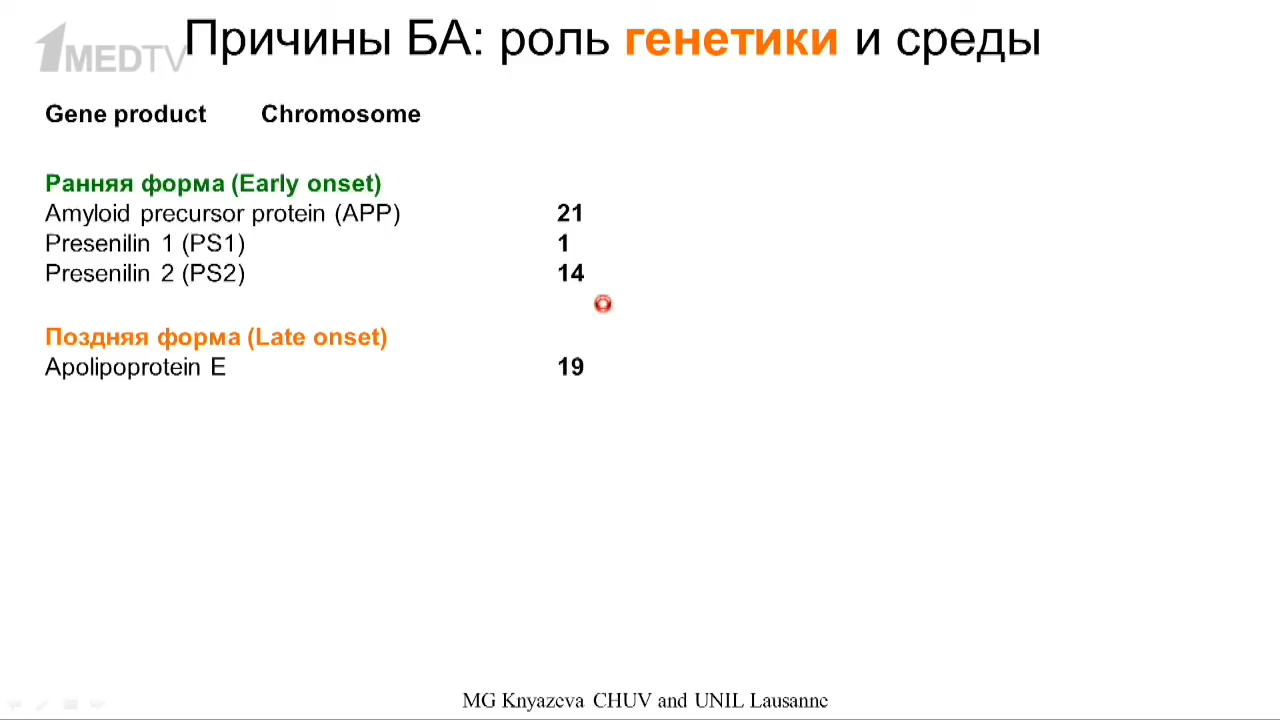 1MEDTV
Причины БА: роль генетики и среды
Gene product Chromosome
Ранняя форма (Early onset)
Amyloid precursor protein (APP) 21
Presenilin 1 (PS1) 1
Presenilin 2 (PS2) 14
Поздняя форма (Late onset)
Apolipoprotein E 19
MG Knyazeva CHUV and UNIL Lausanne